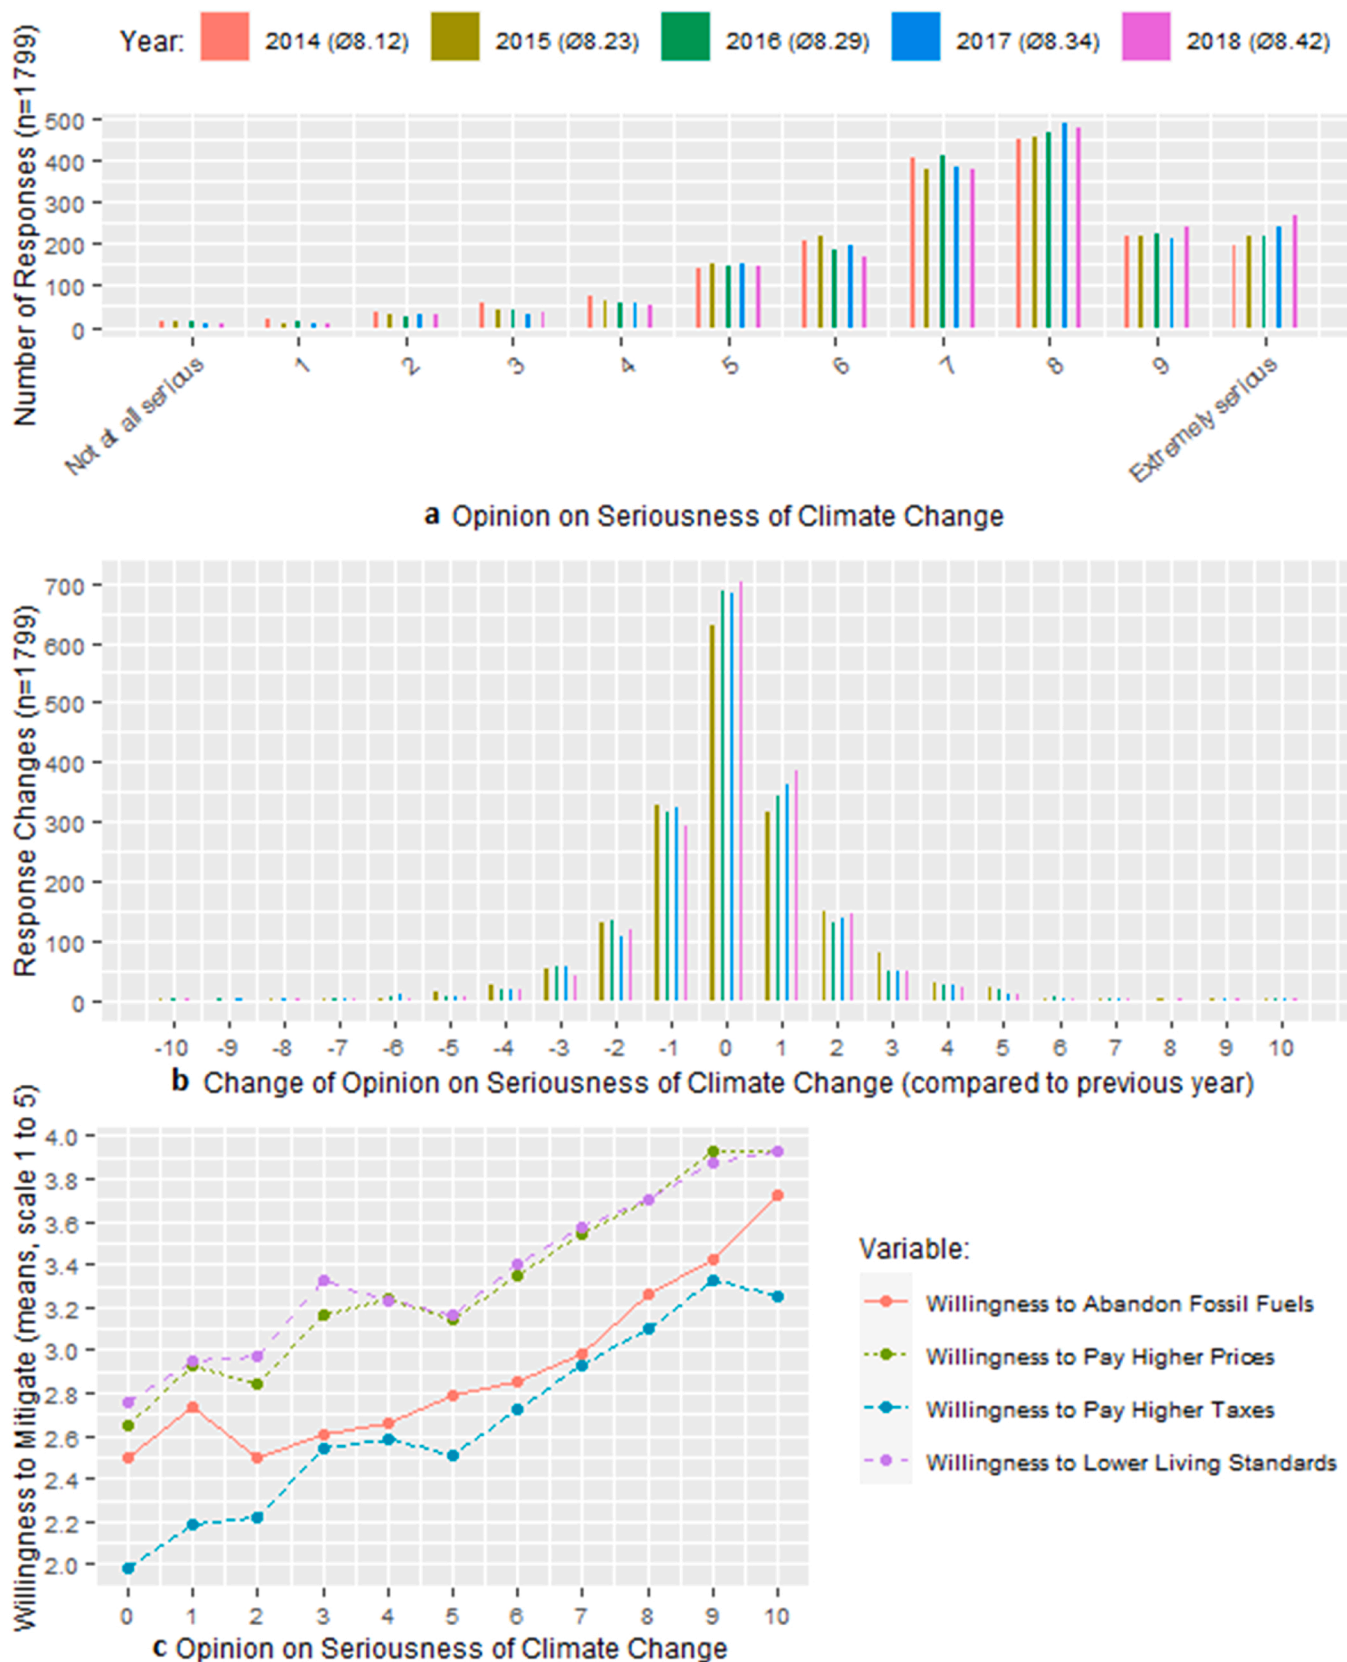 Year: 2014 (Ø8.12) 2015 (Ø8.23) 2016 (Ø8.29) 2017 (Ø8.34) 2018 (Ø8.42)
Number of Responses (n=1799)
500
400
300
200
100
0
Not at all serious 1 2 3 4 5 6 7 8 9 Extremely serious
a Opinion on Seriousness of Climate Change
Response Changes (n=1799)
700
600
500
400
300
200
100
0
-10 -9 -8 -7 -6 -5 -4 -3 -2 -1 0 1 2 3 4 5 6 7 8 9 10
b Change of Opinion on Seriousness of Climate Change (compared to previous year)
Willingness to Mitigate (means, scale 1 to 5)
4.0
3.8
3.6
3.4
3.2
3.0
2.8
2.6
2.4
2.2
2.0
0 1 2 3 4 5 6 7 8 9 10
c Opinion on Seriousness of Climate Change
Variable:
Willingness to Abandon Fossil Fuels
Willingness to Pay Higher Prices
Willingness to Pay Higher Taxes
Willingness to Lower Living Standards